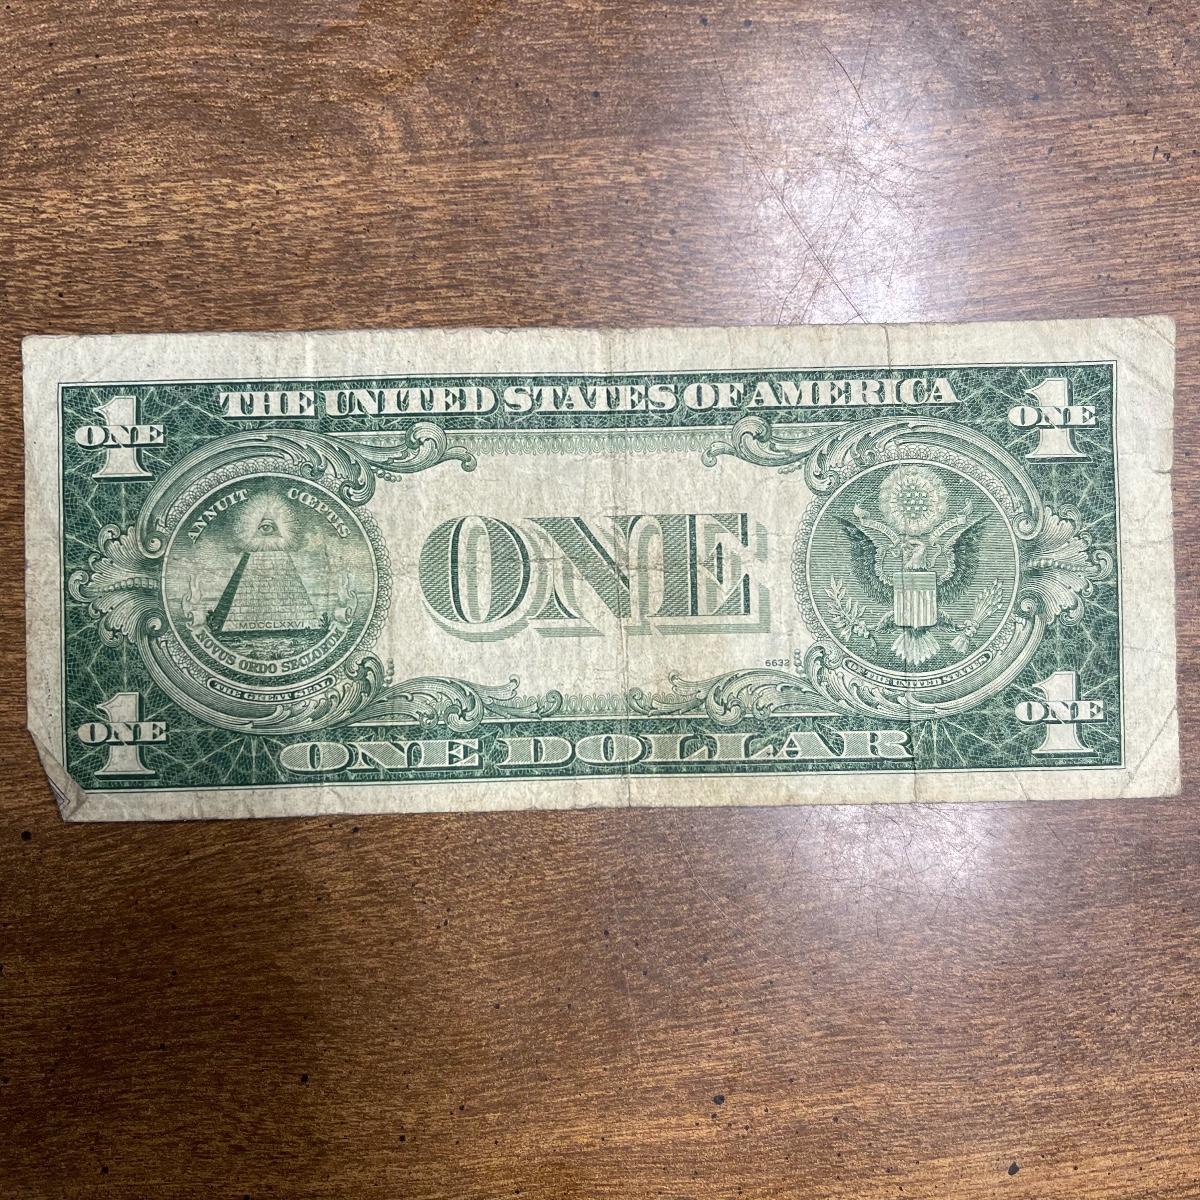 THE UNITED STATES OF AMERICA
1
ONE
1
ONE
ANNUIT CŒPTIS
MDCCLXXVI
NOVUS ORDO SECLORUM
THE GREAT SEAL
ONE
6632
OF THE UNITED STATES
1
ONE
1
ONE
ONE DOLLAR